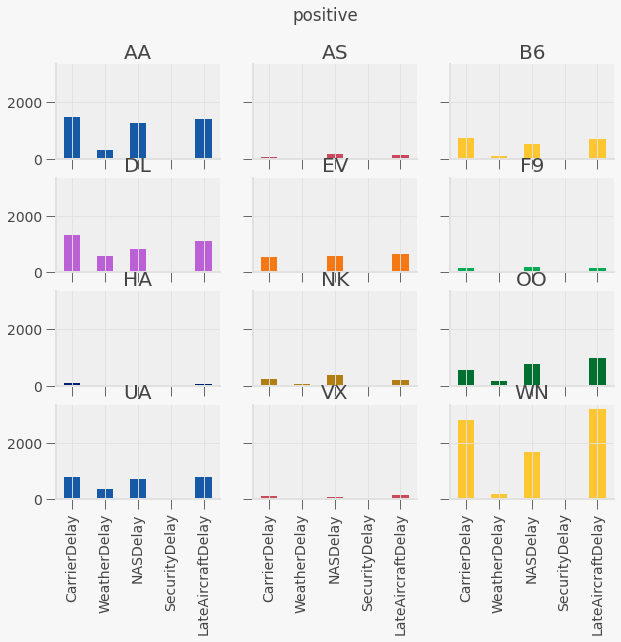 positive
AA AS B6
2000
0
DL EV F9
2000
0
HA NK OO
2000
0
UA VX WN
2000
0
CarrierDelay WeatherDelay NASDelay SecurityDelay LateAircraftDelay CarrierDelay WeatherDelay NASDelay SecurityDelay LateAircraftDelay CarrierDelay WeatherDelay NASDelay SecurityDelay LateAircraftDelay